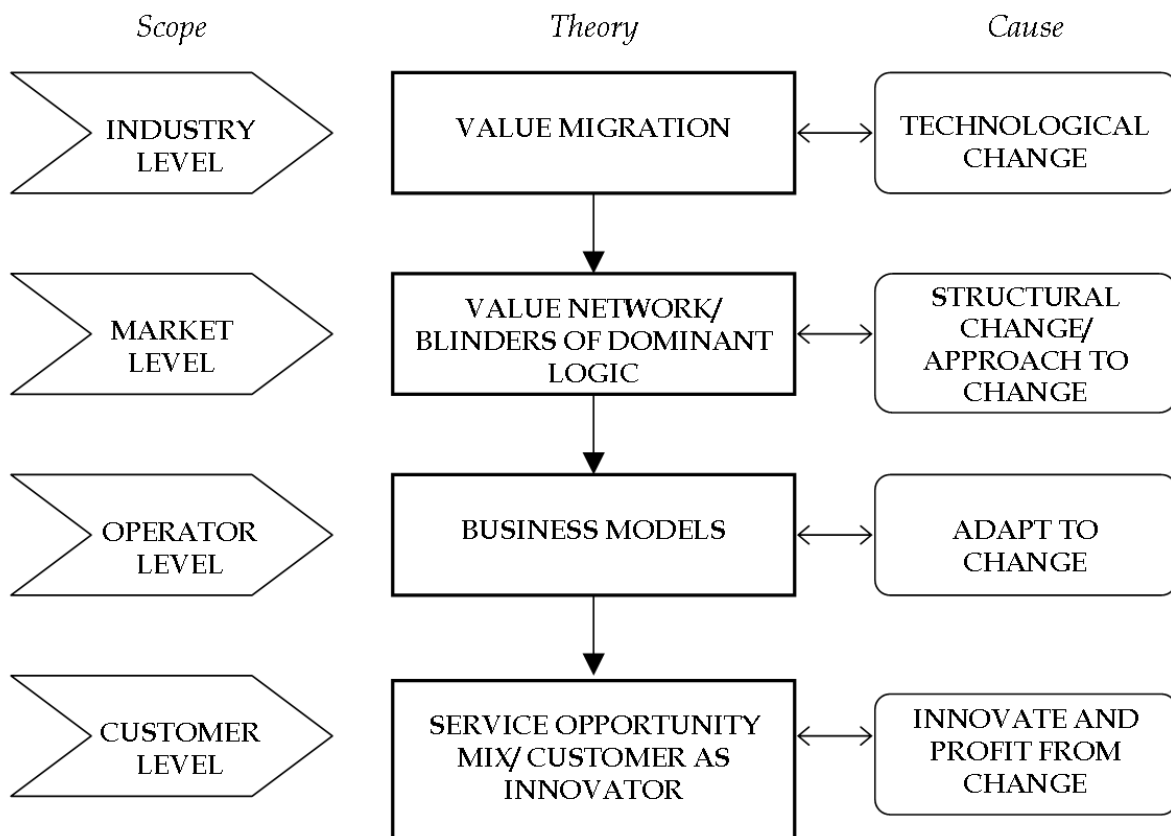 Scope Theory Cause
INDUSTRY
LEVEL
VALUE MIGRATION
TECHNOLOGICAL
CHANGE
MARKET
LEVEL
VALUE NETWORK/
BLINDERS OF DOMINANT
LOGIC
STRUCTURAL
CHANGE/
APPROACH TO
CHANGE
OPERATOR
LEVEL
BUSINESS MODELS
ADAPT TO
CHANGE
CUSTOMER
LEVEL
SERVICE OPPORTUNITY
MIX/ CUSTOMER AS
INNOVATOR
INNOVATE AND
PROFIT FROM
CHANGE